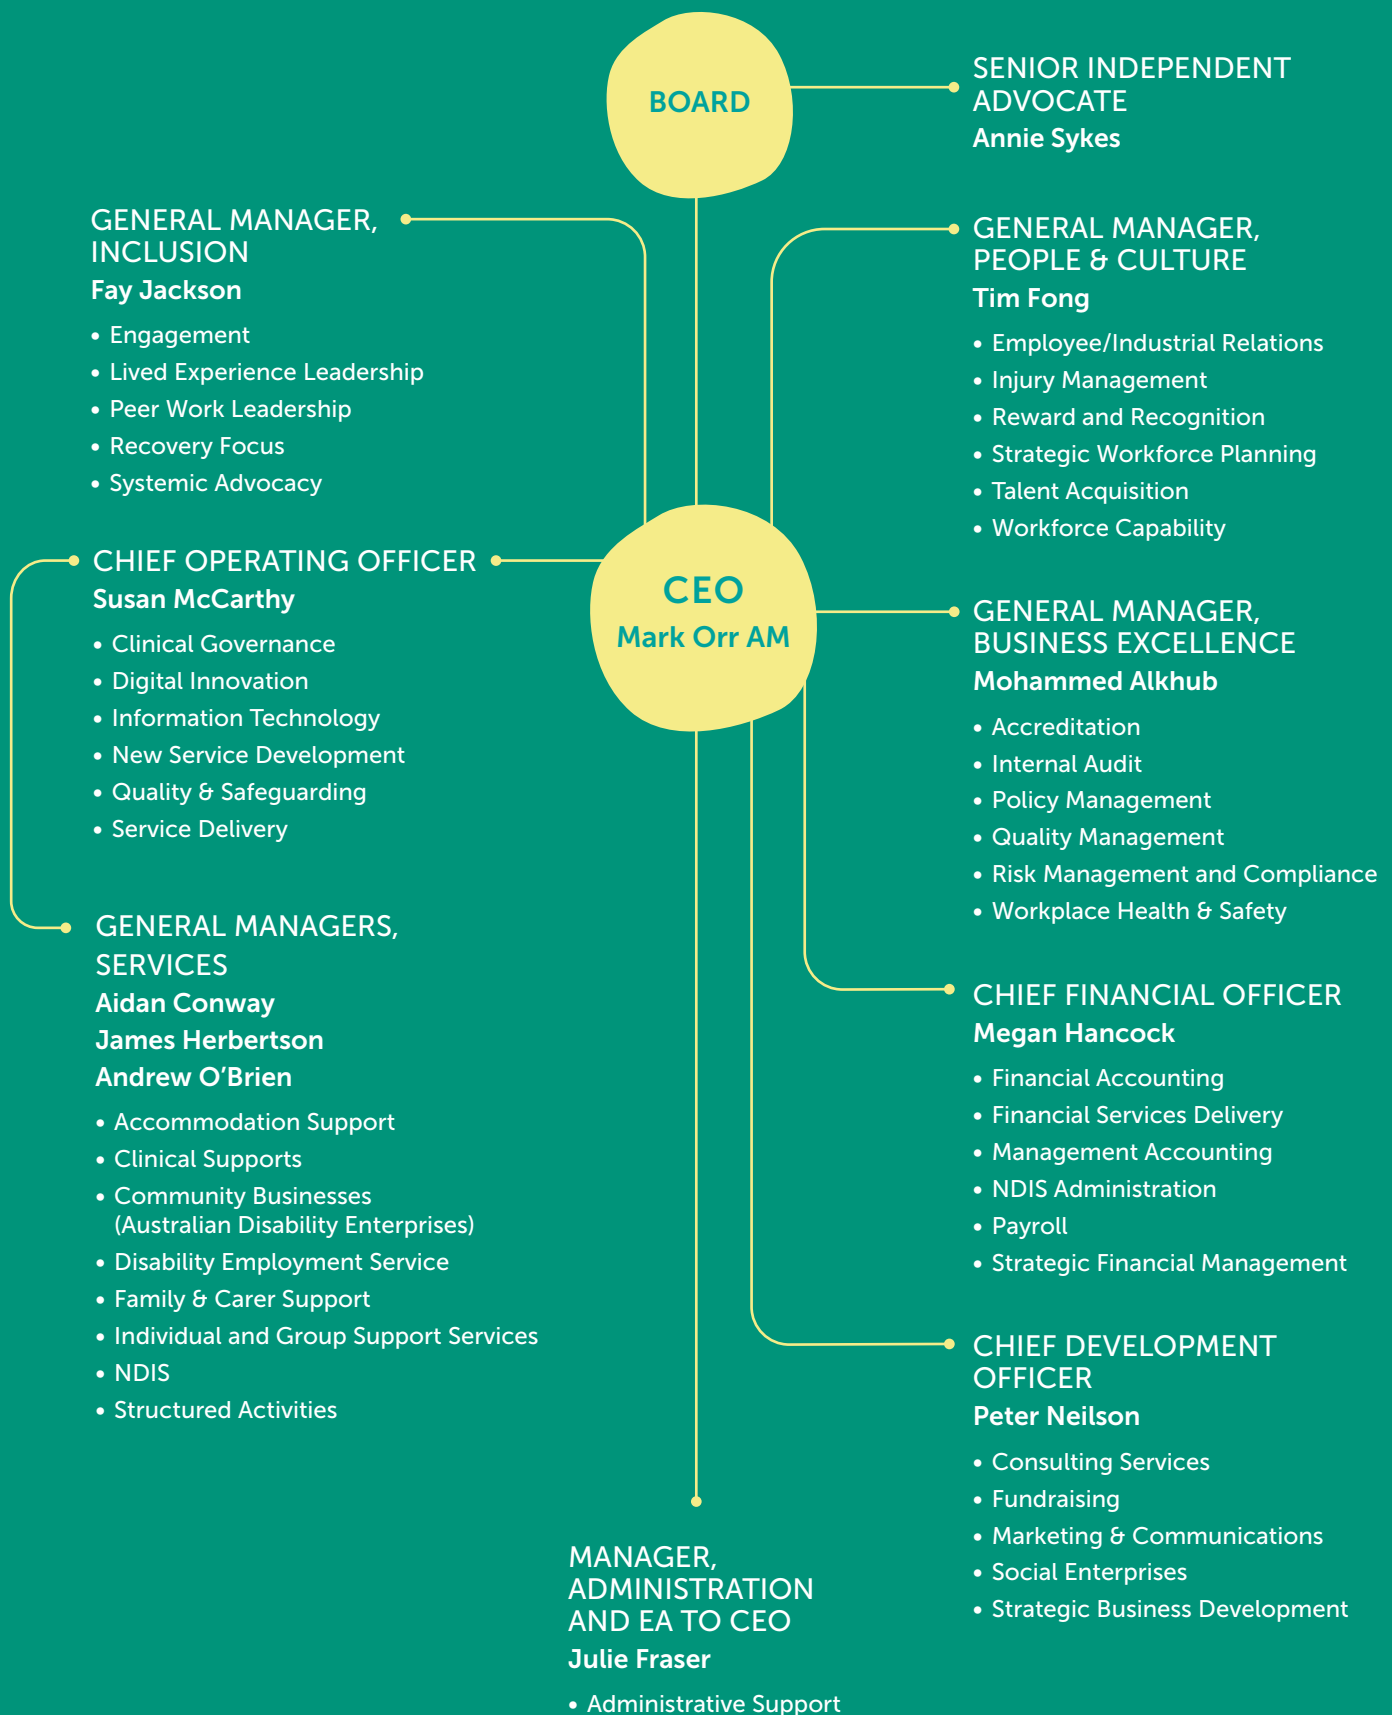 BOARD
SENIOR INDEPENDENT
ADVOCATE
Annie Sykes
GENERAL MANAGER,
INCLUSION
Fay Jackson
• Engagement
• Lived Experience Leadership
• Peer Work Leadership
• Recovery Focus
• Systemic Advocacy
GENERAL MANAGER,
PEOPLE & CULTURE
Tim Fong
• Employee/Industrial Relations
• Injury Management
• Reward and Recognition
• Strategic Workforce Planning
• Talent Acquisition
• Workforce Capability
CEO
Mark Orr AM
CHIEF OPERATING OFFICER
Susan McCarthy
• Clinical Governance
• Digital Innovation
• Information Technology
• New Service Development
• Quality & Safeguarding
• Service Delivery
GENERAL MANAGER,
BUSINESS EXCELLENCE
Mohammed Alkhub
• Accreditation
• Internal Audit
• Policy Management
• Quality Management
• Risk Management and Compliance
• Workplace Health & Safety
GENERAL MANAGERS,
SERVICES
Aidan Conway
James Herbertson
Andrew O’Brien
• Accommodation Support
• Clinical Supports
• Community Businesses
(Australian Disability Enterprises)
• Disability Employment Service
• Family & Carer Support
• Individual and Group Support Services
• NDIS
• Structured Activities
CHIEF FINANCIAL OFFICER
Megan Hancock
• Financial Accounting
• Financial Services Delivery
• Management Accounting
• NDIS Administration
• Payroll
• Strategic Financial Management
CHIEF DEVELOPMENT
OFFICER
Peter Neilson
• Consulting Services
• Fundraising
• Marketing & Communications
• Social Enterprises
• Strategic Business Development
MANAGER,
ADMINISTRATION
AND EA TO CEO
Julie Fraser
• Administrative Support